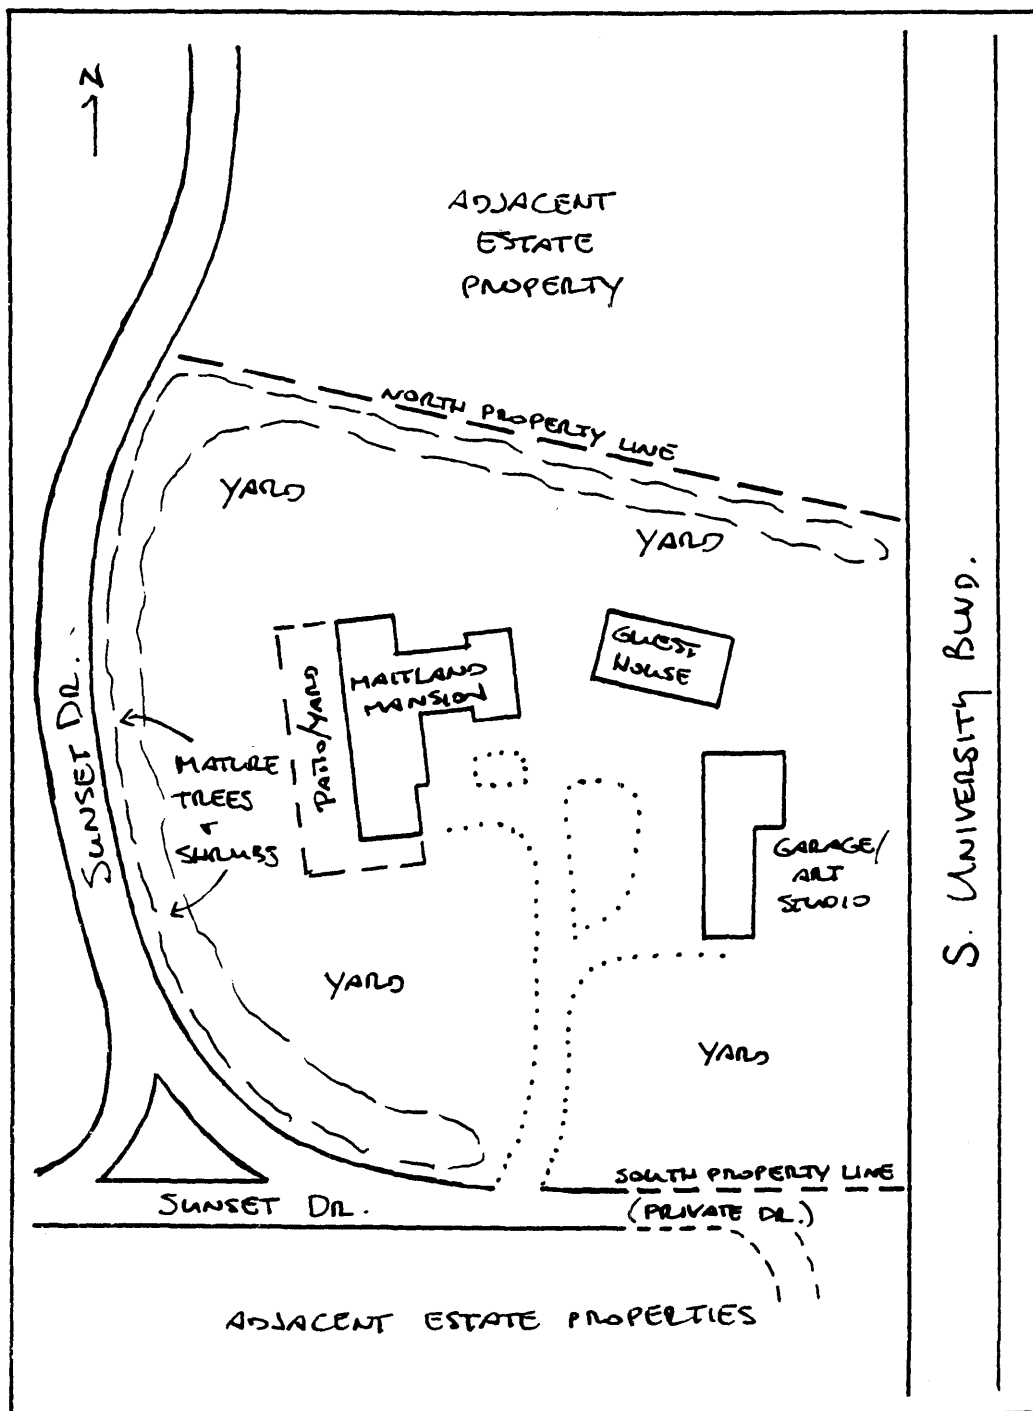 N
ADJACENT
ESTATE
PROPERTY
NORTH PROPERTY LINE
YARD
YARD
GUEST
HOUSE
MAITLAND
MANSION
PATIO/YARD
SUNSET DR.
MATURE
TREES
+
SHRUBS
GARAGE/
ART
STUDIO
S. UNIVERSITY BLVD.
YARD
YARD
SOUTH PROPERTY LINE
SUNSET DR.
(PRIVATE DR.)
ADJACENT ESTATE PROPERTIES